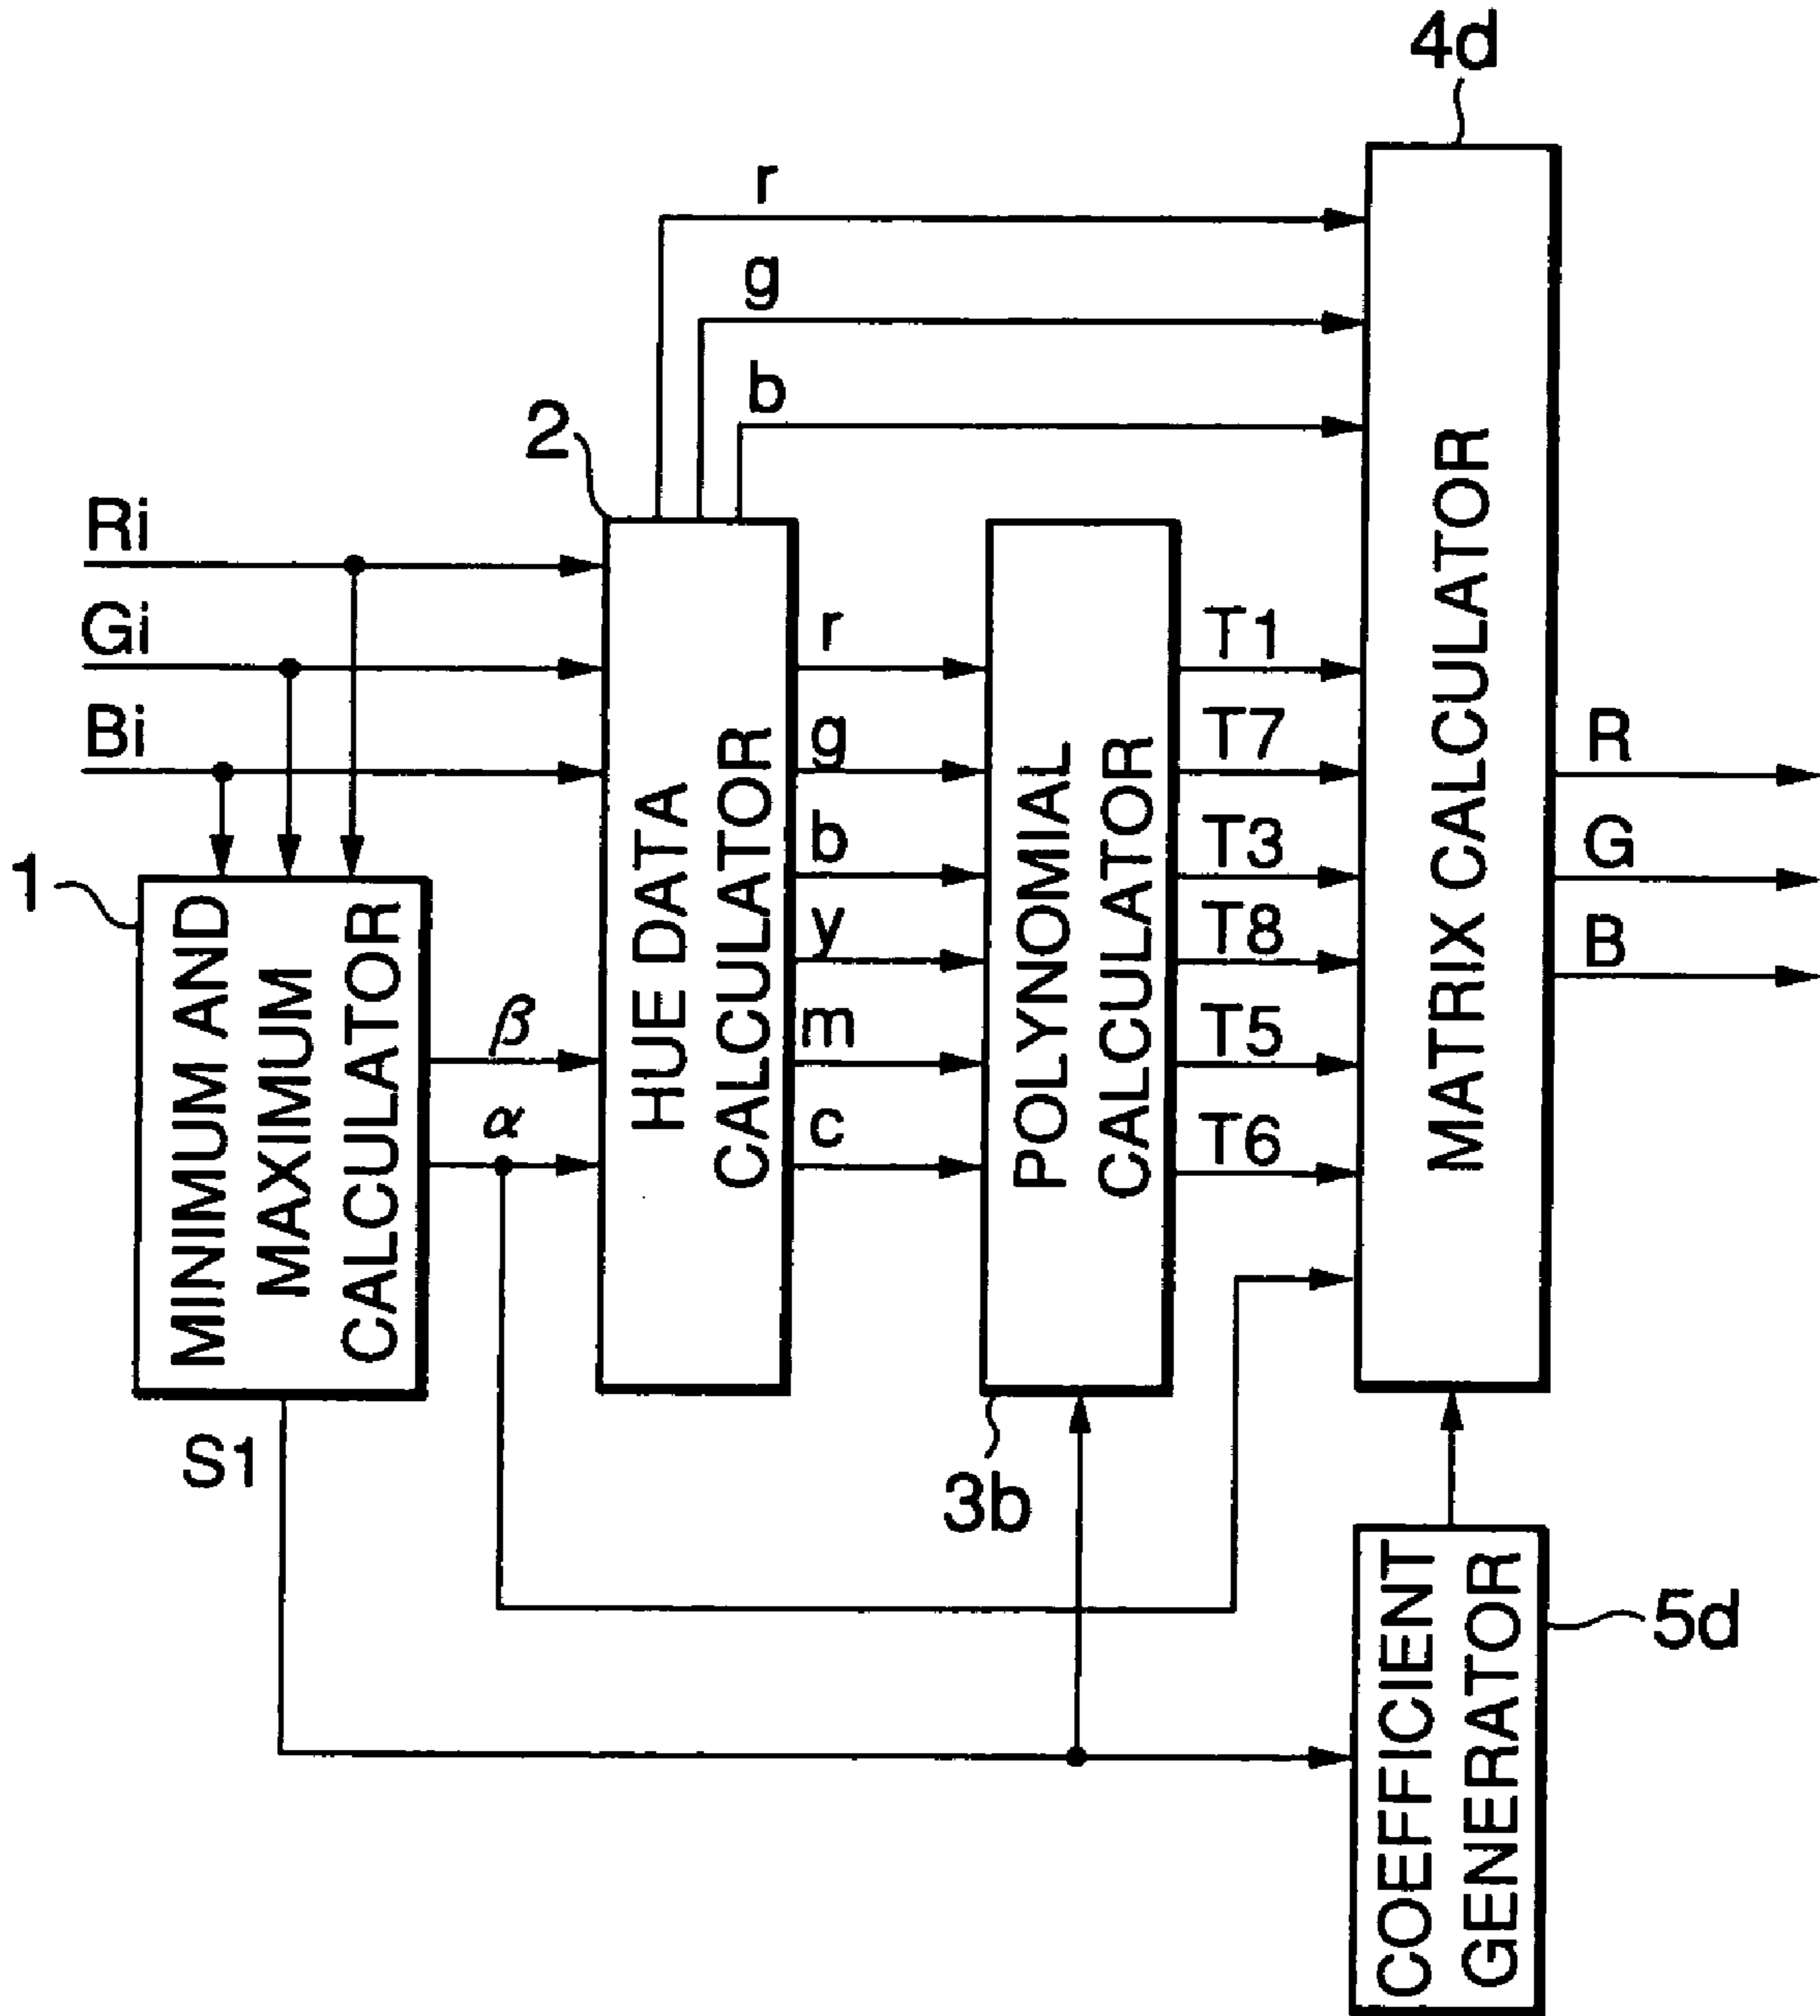 4d
r
g
b
2
Ri
Gi
Bi
1
MINIMUM AND
MAXIMUM
CALCULATOR
β
α
S1
HUE DATA
CALCULATOR
r
g
b
y
m
c
POLYNOMIAL
CALCULATOR
3b
T1
T7
T3
T8
T5
T6
MATRIX CALCULATOR
R
G
B
COEFFICIENT
GENERATOR
5d